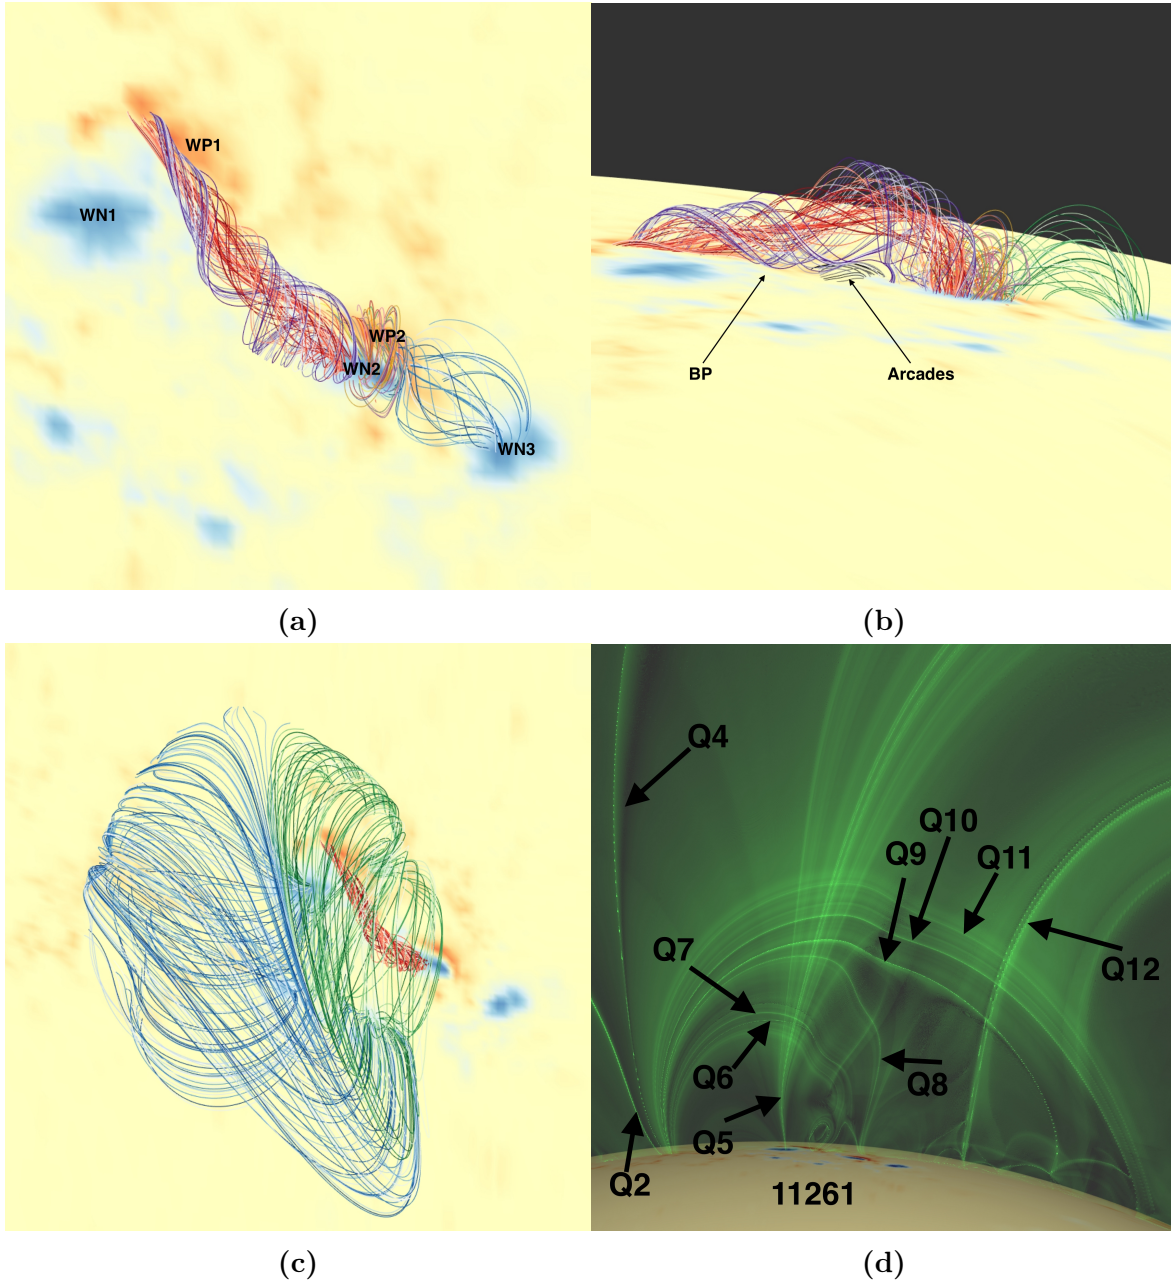 WP1
WN1
WP2
WN2
WN3
BP
Arcades
(a)
(b)
Q4
Q10
Q9
Q11
Q7
Q12
Q6
Q8
Q5
Q2
11261
(c)
(d)